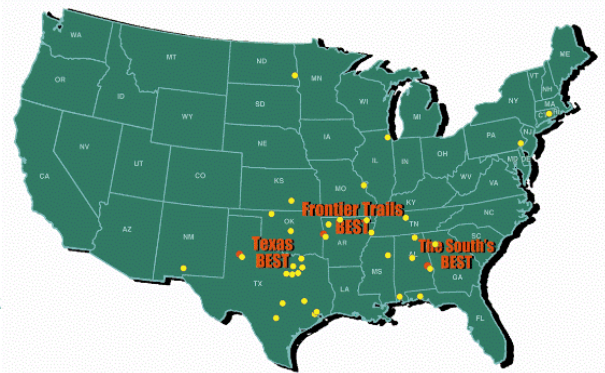 WA
MT
ND
MN
ME
OR
ID
SD
WI
MI
NY
VT
NH
MA
CT
WY
NE
IA
PA
NJ
MD
DE
NV
UT
CO
KS
MO
IL
IN
OH
WV
VA
CA
AZ
NM
OK
AR
KY
TN
NC
SC
Frontier Trails
BEST
Texas
BEST
The South's
BEST
TX
LA
MS
AL
GA
FL